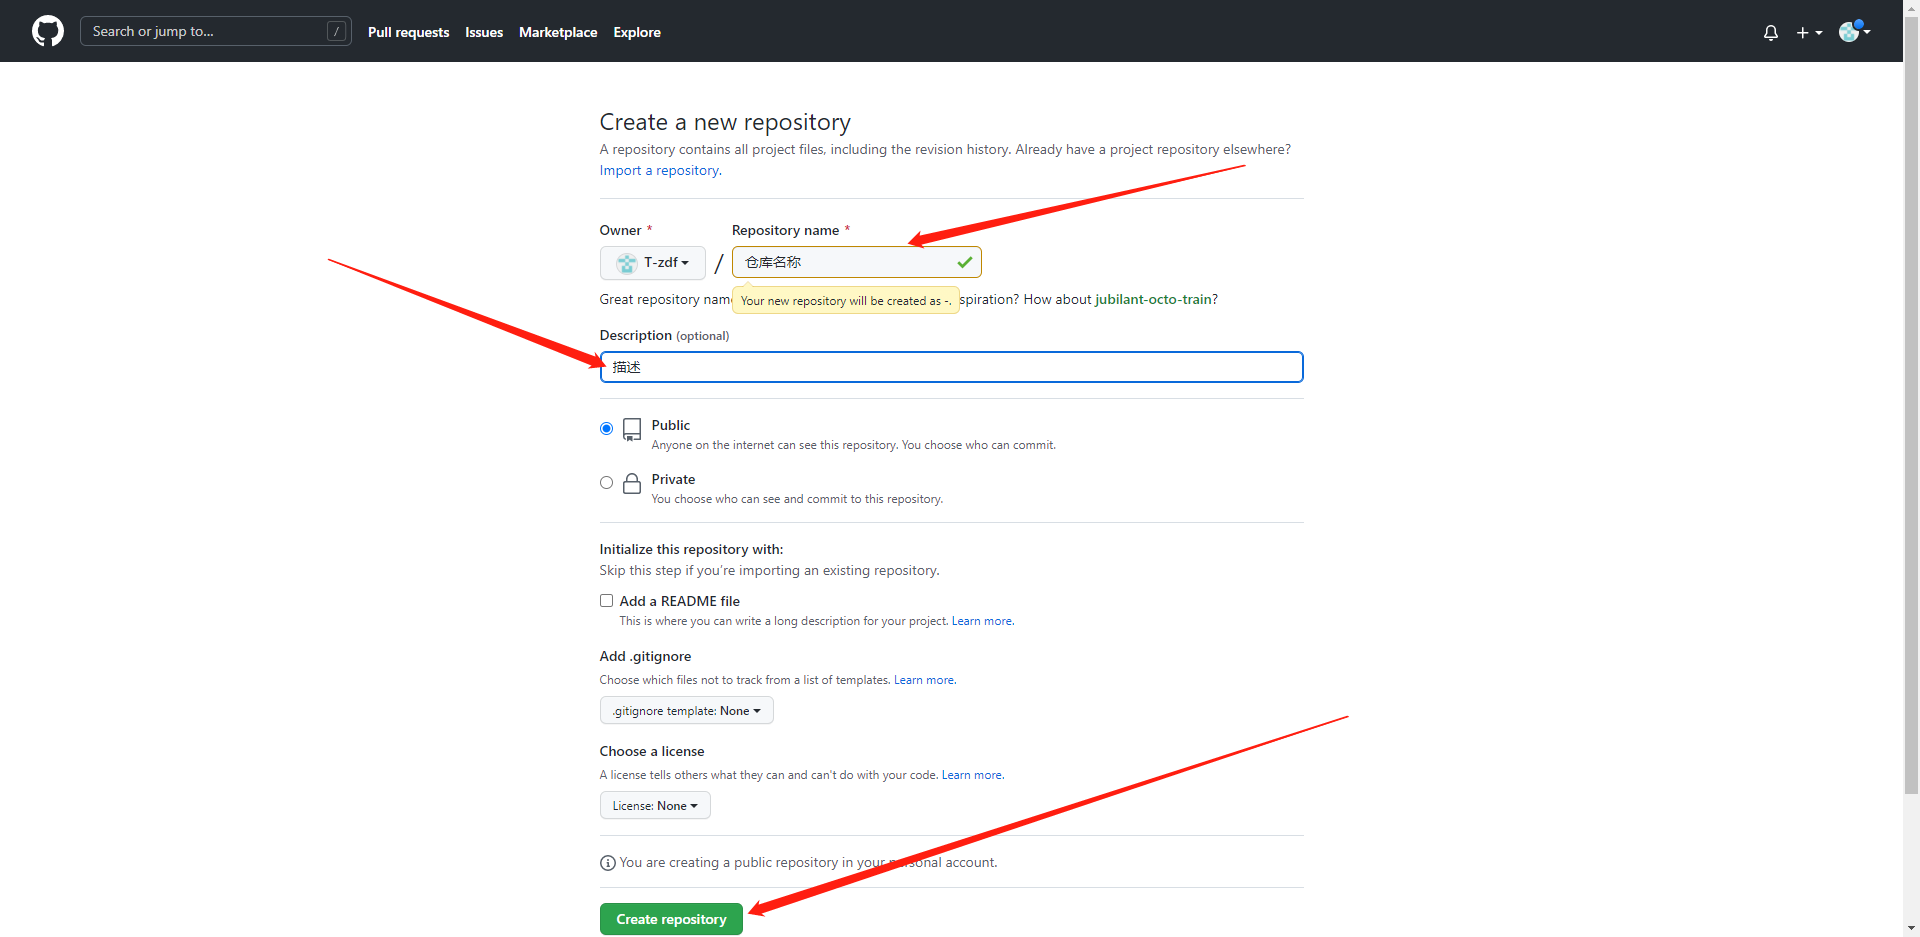 Search or jump to... /
Pull requests Issues Marketplace Explore
Create a new repository
A repository contains all project files, including the revision history. Already have a project repository elsewhere?
Import a repository.
Owner * Repository name *
T-zdf / 仓库名称
Great repository name Your new repository will be created as -. spiration? How about jubilant-octo-train?
Description (optional)
描述
Public
Anyone on the internet can see this repository. You choose who can commit.
Private
You choose who can see and commit to this repository.
Initialize this repository with:
Skip this step if you're importing an existing repository.
Add a README file
This is where you can write a long description for your project. Learn more.
Add .gitignore
Choose which files not to track from a list of templates. Learn more.
.gitignore template: None
Choose a license
A license tells others what they can and can't do with your code. Learn more.
License: None
You are creating a public repository in your personal account.
Create repository